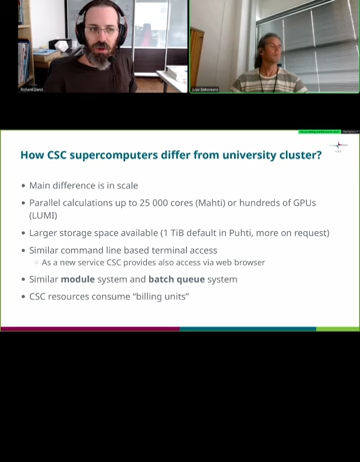 Richard Darst
How CSC supercomputers differ from university cluster?
• Main difference is in scale
• Parallel calculations up to 25 000 cores (Mahti) or hundreds of GPUs
(LUMI)
• Larger storage space available (1 TiB default in Puhti, more on request)
• Similar command line based terminal access
○ As a new service CSC provides also access via web browser
• Similar module system and batch queue system
• CSC resources consume “billing units”